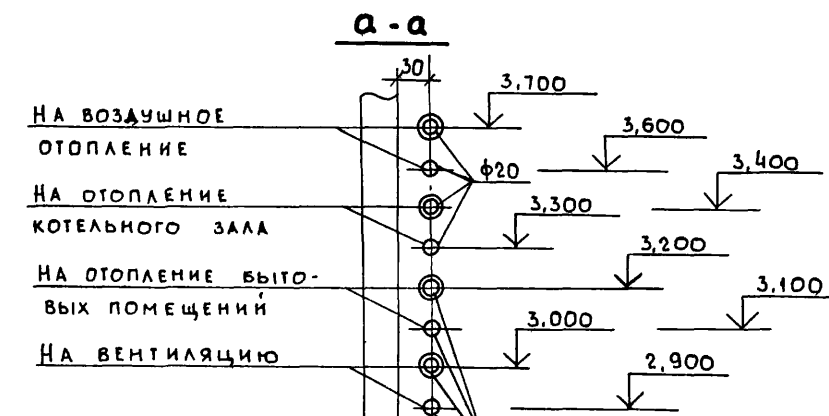 а - а
30
3.700
НА ВОЗДУШНОЕ
ОТОПЛЕНИЕ
3,600
ϕ20
3,400
НА ОТОПЛЕНИЕ
КОТЕЛЬНОГО ЗАЛА
3,300
3,200
НА ОТОПЛЕНИЕ БЫТО-
ВЫХ ПОМЕЩЕНИЙ
3,100
3.000
НА ВЕНТИЛЯЦИЮ
2,900